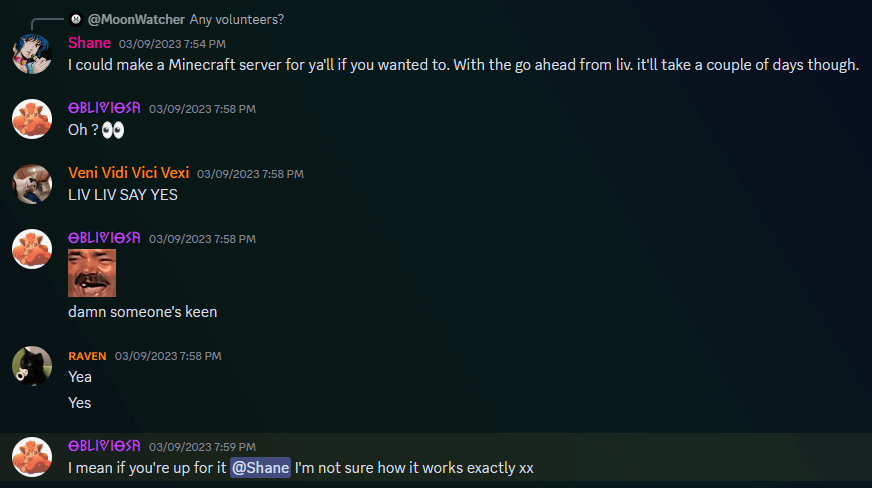 @MoonWatcher Any volunteers?
Shane 03/09/2023 7:54 PM
I could make a Minecraft server for ya'll if you wanted to. With the go ahead from liv. it'll take a couple of days though.
ꝊBLIVIꝊSA 03/09/2023 7:58 PM
Oh ? 👀
Veni Vidi Vici Vexi 03/09/2023 7:58 PM
LIV LIV SAY YES
ꝊBLIVIꝊSA 03/09/2023 7:58 PM
damn someone's keen
RAVEN 03/09/2023 7:58 PM
Yea
Yes
ꝊBLIVIꝊSA 03/09/2023 7:59 PM
I mean if you're up for it @Shane I'm not sure how it works exactly xx